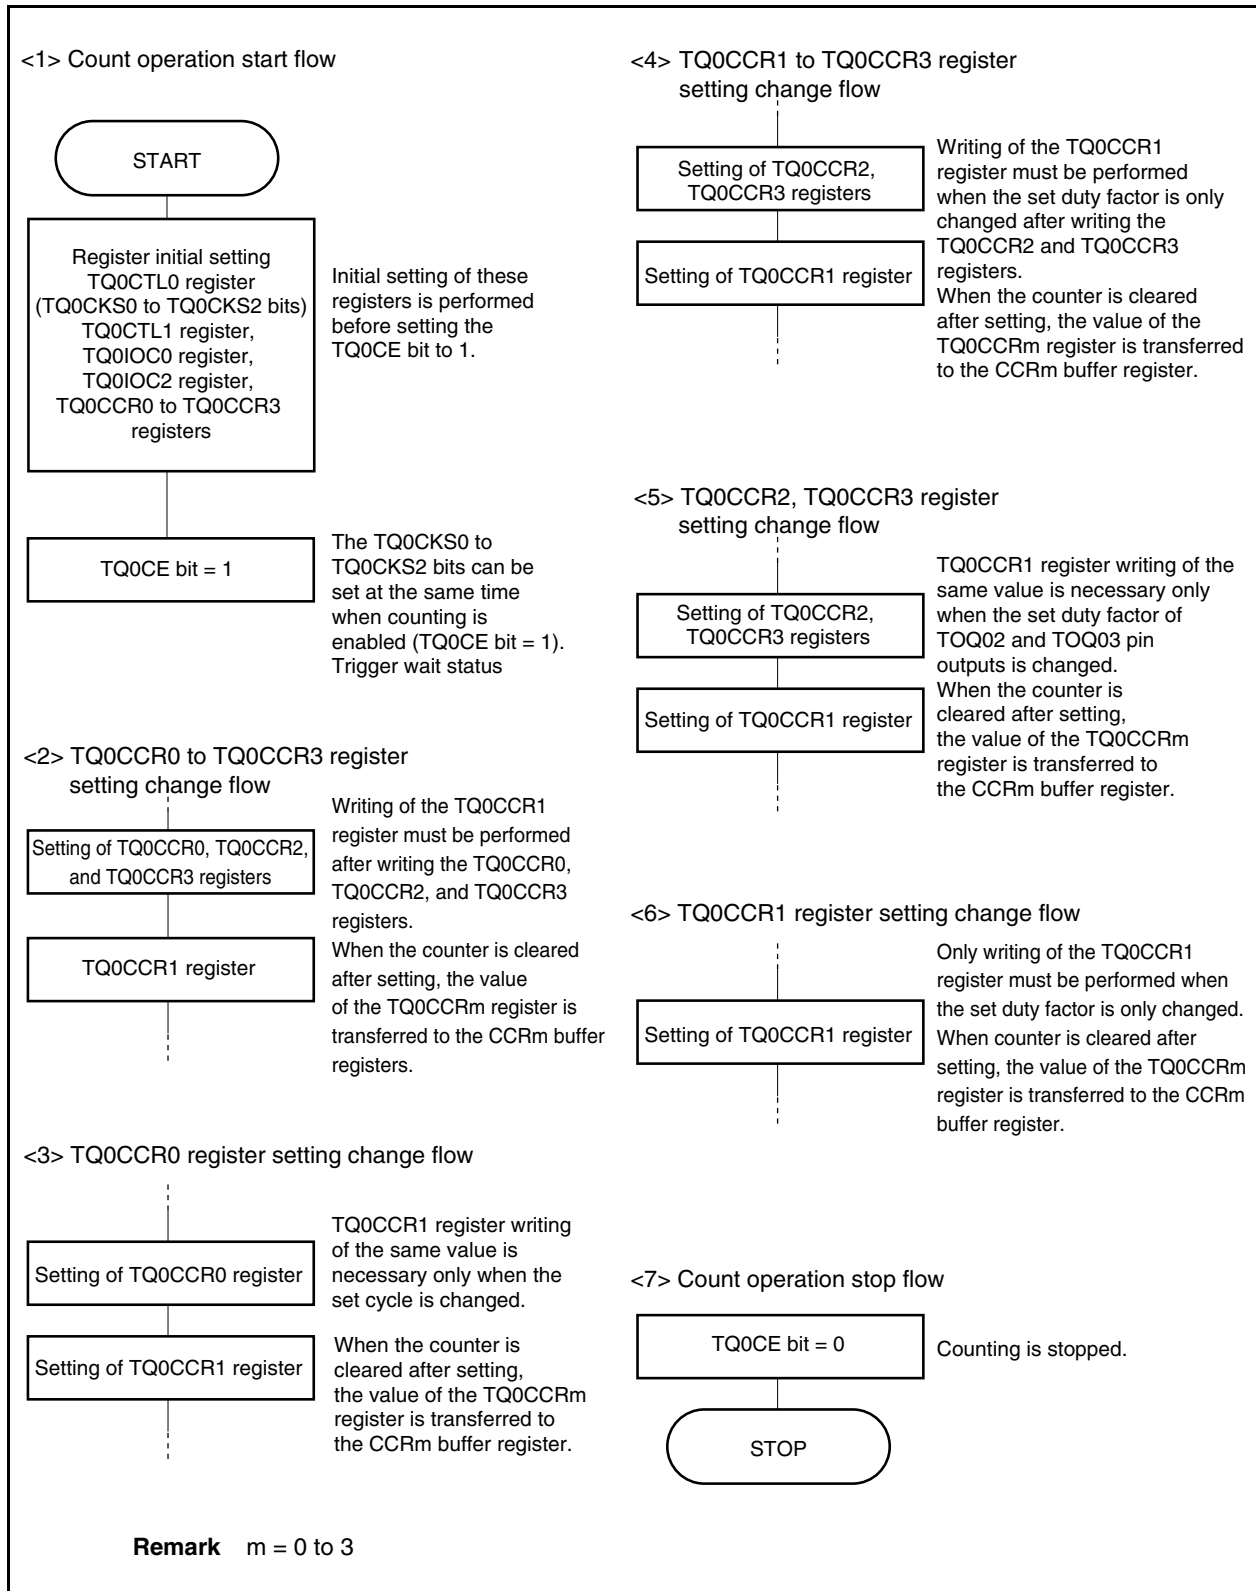 <1> Count operation start flow
START
Register initial setting
TQ0CTL0 register
(TQ0CKS0 to TQ0CKS2 bits)
TQ0CTL1 register,
TQ0IOC0 register,
TQ0IOC2 register,
TQ0CCR0 to TQ0CCR3
registers
Initial setting of these
registers is performed
before setting the
TQ0CE bit to 1.
TQ0CE bit = 1
The TQ0CKS0 to
TQ0CKS2 bits can be
set at the same time
when counting is
enabled (TQ0CE bit = 1).
Trigger wait status
<2> TQ0CCR0 to TQ0CCR3 register
setting change flow
Setting of TQ0CCR0, TQ0CCR2,
and TQ0CCR3 registers
TQ0CCR1 register
Writing of the TQ0CCR1
register must be performed
after writing the TQ0CCR0,
TQ0CCR2, and TQ0CCR3
registers.
When the counter is cleared
after setting, the value
of the TQ0CCRm register is
transferred to the CCRm buffer
registers.
<3> TQ0CCR0 register setting change flow
Setting of TQ0CCR0 register
TQ0CCR1 register writing
of the same value is
necessary only when the
set cycle is changed.
Setting of TQ0CCR1 register
When the counter is
cleared after setting,
the value of the TQ0CCRm
register is transferred to
the CCRm buffer register.
<4> TQ0CCR1 to TQ0CCR3 register
setting change flow
Setting of TQ0CCR2,
TQ0CCR3 registers
Setting of TQ0CCR1 register
Writing of the TQ0CCR1
register must be performed
when the set duty factor is only
changed after writing the
TQ0CCR2 and TQ0CCR3
registers.
When the counter is cleared
after setting, the value of the
TQ0CCRm register is transferred
to the CCRm buffer register.
<5> TQ0CCR2, TQ0CCR3 register
setting change flow
Setting of TQ0CCR2,
TQ0CCR3 registers
Setting of TQ0CCR1 register
TQ0CCR1 register writing of the
same value is necessary only
when the set duty factor of
TOQ02 and TOQ03 pin
outputs is changed.
When the counter is
cleared after setting,
the value of the TQ0CCRm
register is transferred to
the CCRm buffer register.
<6> TQ0CCR1 register setting change flow
Setting of TQ0CCR1 register
Only writing of the TQ0CCR1
register must be performed when
the set duty factor is only changed.
When counter is cleared after
setting, the value of the TQ0CCRm
register is transferred to the CCRm
buffer register.
<7> Count operation stop flow
TQ0CE bit = 0
Counting is stopped.
STOP
Remark m = 0 to 3